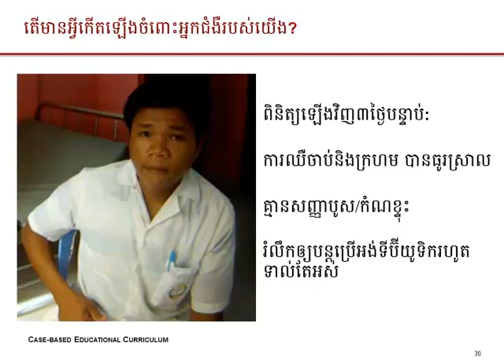 តើមានអ្វីកើតឡើងចំពោះអ្នកជំងឺរបស់យើង?
ពិនិត្យឡើងវិញ៣ថ្ងៃបន្ទាប់:
ការឈឺចាប់និងក្រហម បានធូរស្រាល
គ្មានសញ្ញាបូស/កំណខ្ទុះ
រំលឹកឲ្យបន្តប្រើអង់ទីប៊ីយូទិករហូត
ទាល់តែអស់
CASE-BASED EDUCATIONAL CURRICULUM
30